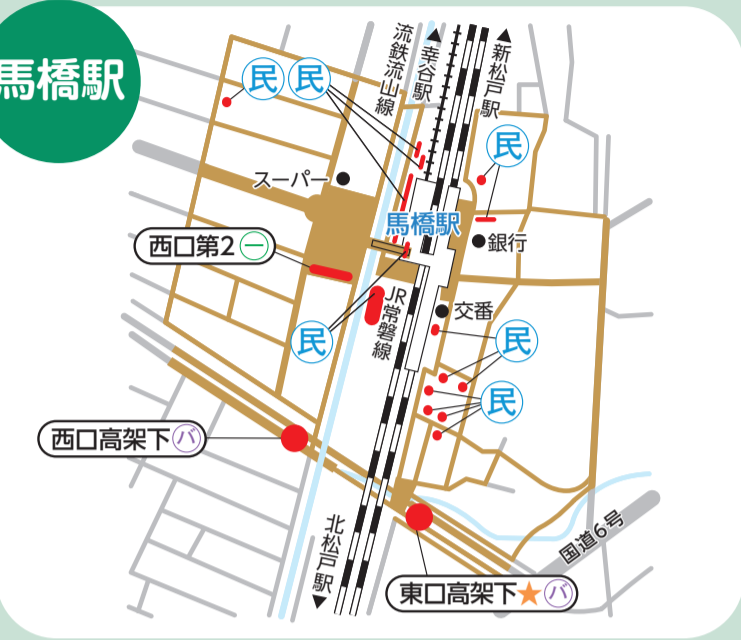 馬橋駅
流鉄流山線
幸谷駅
新松戸駅
民
民
民
スーパー
馬橋駅
銀行
西口第2 一
JR常磐線
交番
民
民
民
西口高架下 バ
北松戸駅
国道6号
東口高架下★バ